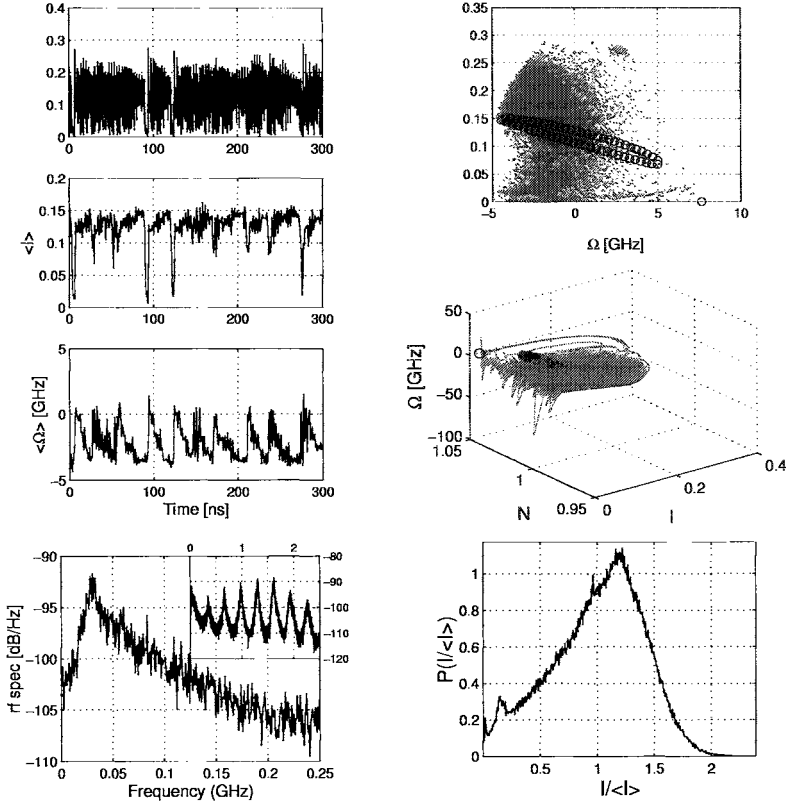 0.4
0.3
0.2
0.1
0
0 100 200 300
0.2
0.15
0.1
0.05
0
<I>
0 100 200 300
5
0
−5
<Ω> [GHz]
0 100 200 300
Time [ns]
−90
−95
−100
−105
−110
rf spec [dB/Hz]
0 1 2
−80
−90
−100
−110
−120
0 0.05 0.1 0.15 0.2 0.25
Frequency (GHz)
0.35
0.3
0.25
0.2
0.15
0.1
0.05
0
−5 0 5 10
Ω [GHz]
50
0
−50
−100
Ω [GHz]
1.05
1
0.95
N
0
0.2
0.4
I
1
0.8
0.6
0.4
0.2
0
P(I/<I>)
0.5 1 1.5 2
I/<I>